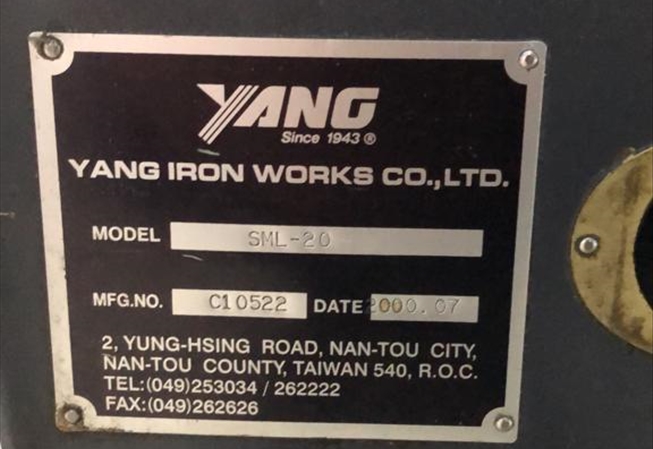 YANG
Since 1943 ®
YANG IRON WORKS CO.,LTD.
MODEL SML-20
MFG.NO. C10522 DATE 2000.07
2, YUNG-HSING ROAD, NAN-TOU CITY,
NAN-TOU COUNTY, TAIWAN 540, R.O.C.
TEL:(049)253034 / 262222
FAX:(049)262626